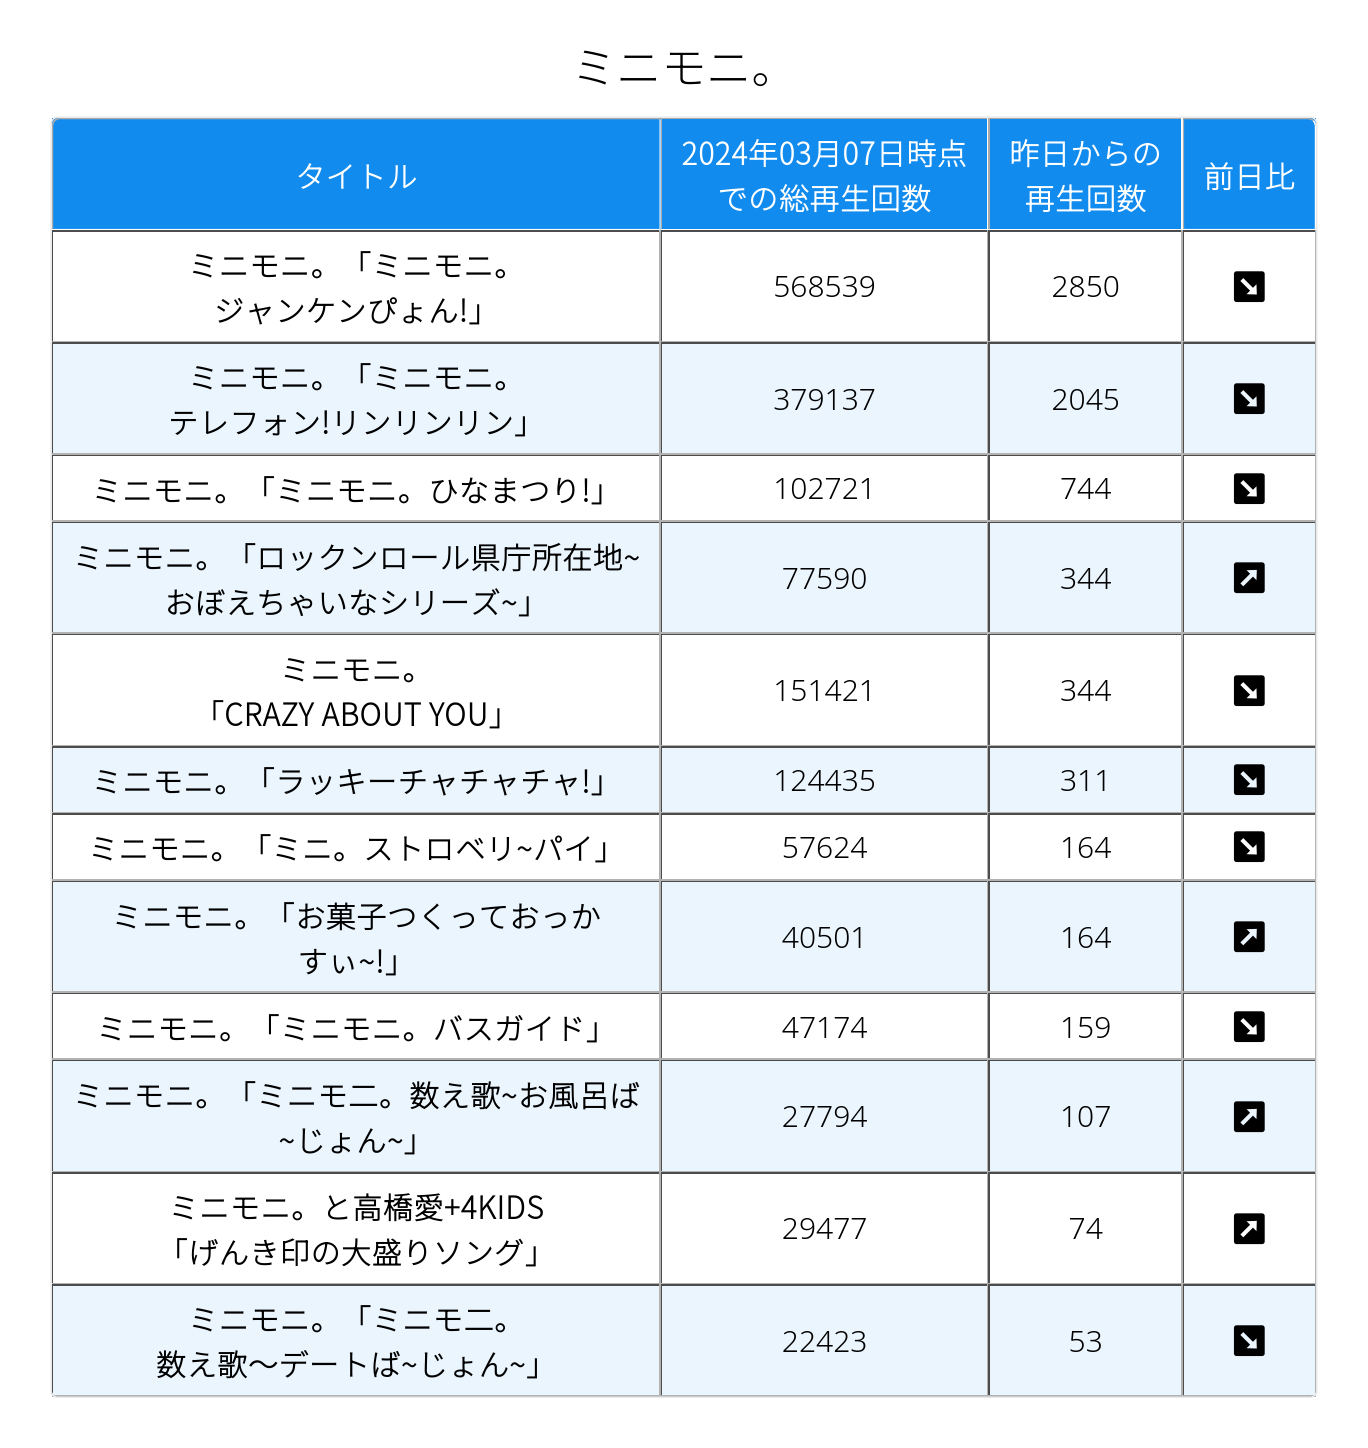 ミニモニ。
タイトル
2024年03月07日時点
での総再生回数
昨日からの
再生回数
前日比
ミニモニ。「ミニモニ。
ジャンケンぴょん!」
568539
2850
ミニモニ。「ミニモニ。
テレフォン!リンリンリン」
379137
2045
ミニモニ。「ミニモニ。ひなまつり!」
102721
744
ミニモニ。「ロックンロール県庁所在地~
おぼえちゃいなシリーズ~」
77590
344
ミニモニ。
「CRAZY ABOUT YOU」
151421
344
ミニモニ。「ラッキーチャチャチャ!」
124435
311
ミニモニ。「ミニ。ストロベリ~パイ」
57624
164
ミニモニ。「お菓子つくっておっか
すぃ~!」
40501
164
ミニモニ。「ミニモニ。バスガイド」
47174
159
ミニモニ。「ミニモ二。数え歌~お風呂ば
~じょん~」
27794
107
ミニモニ。と高橋愛+4KIDS
「げんき印の大盛りソング」
29477
74
ミニモニ。「ミニモ二。
数え歌～デートば~じょん~」
22423
53